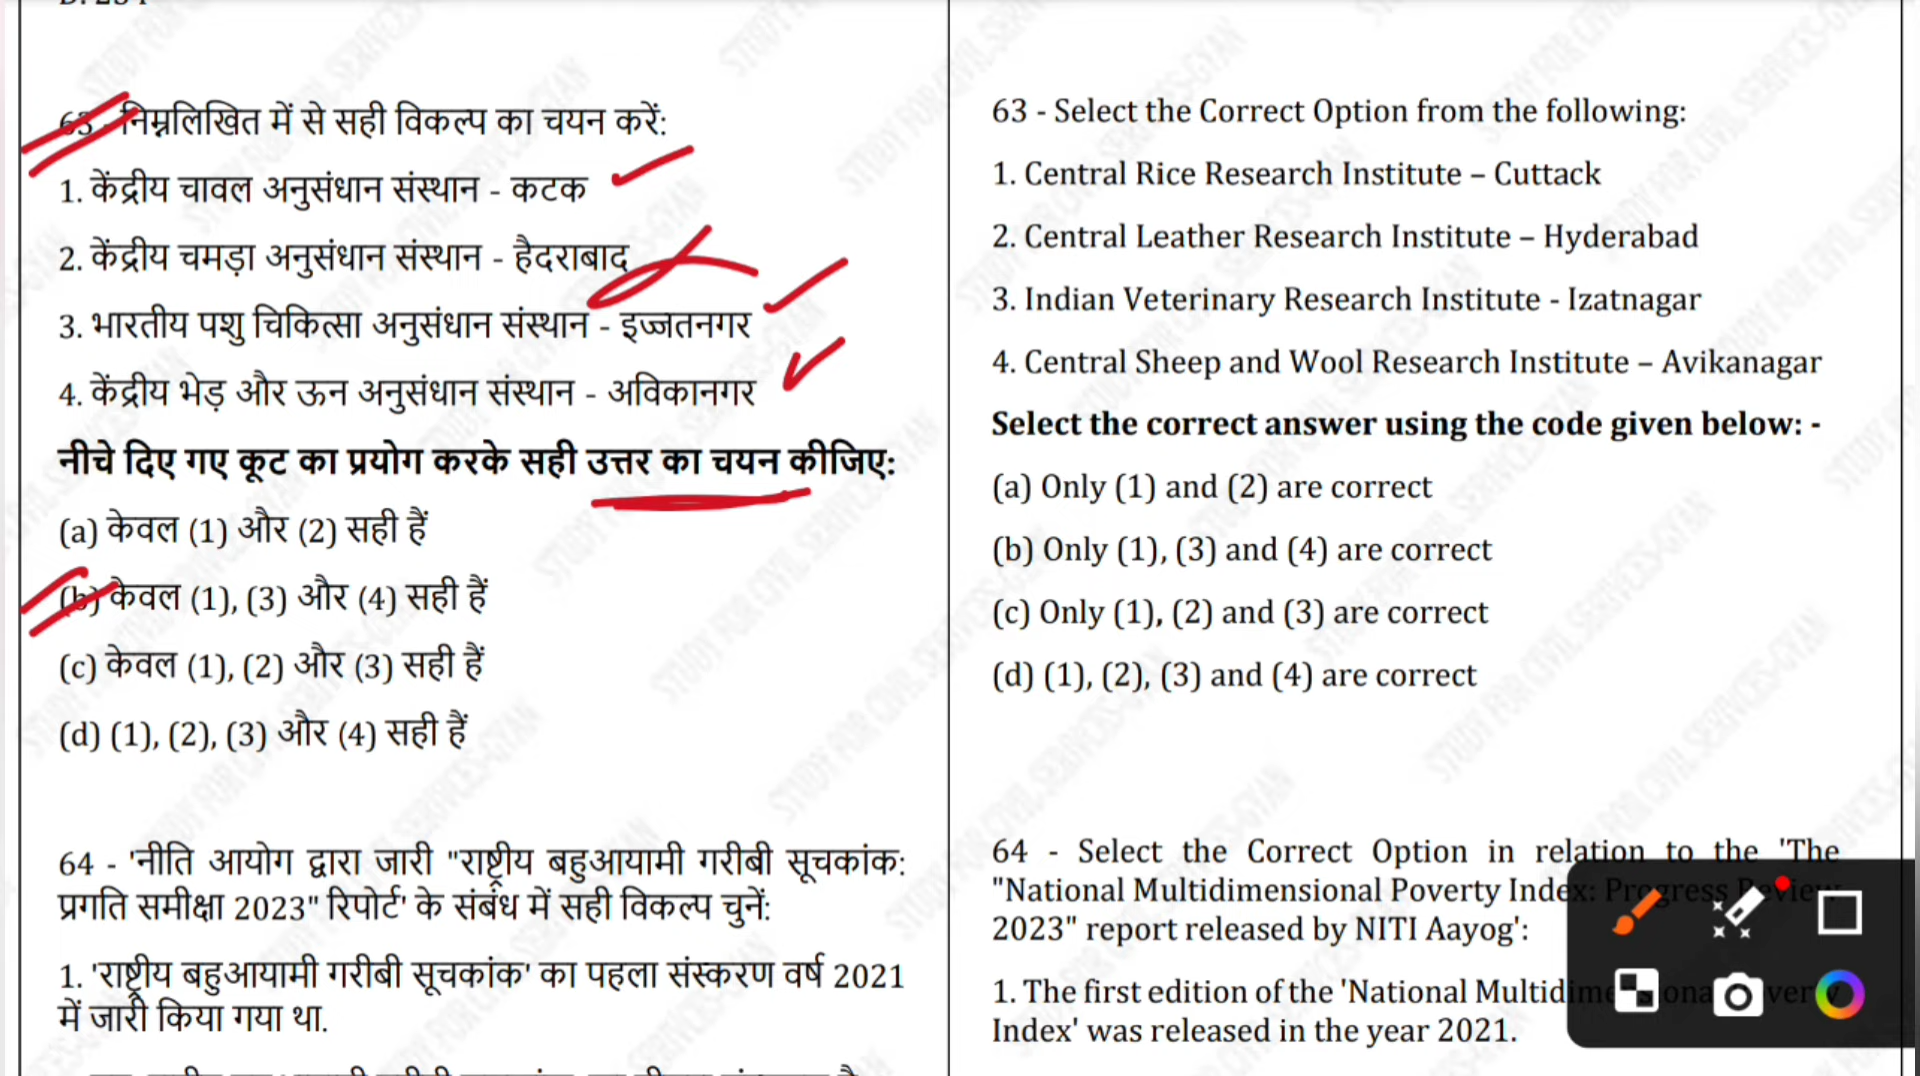 63 - निम्नलिखित में से सही विकल्प का चयन करें:
1. केंद्रीय चावल अनुसंधान संस्थान - कटक
2. केंद्रीय चमड़ा अनुसंधान संस्थान - हैदराबाद
3. भारतीय पशु चिकित्सा अनुसंधान संस्थान - इज्जतनगर
4. केंद्रीय भेड़ और ऊन अनुसंधान संस्थान - अविकानगर
नीचे दिए गए कूट का प्रयोग करके सही उत्तर का चयन कीजिए:
(a) केवल (1) और (2) सही हैं
(b) केवल (1), (3) और (4) सही हैं
(c) केवल (1), (2) और (3) सही हैं
(d) (1), (2), (3) और (4) सही हैं
64 - 'नीति आयोग द्वारा जारी "राष्ट्रीय बहुआयामी गरीबी सूचकांक:
प्रगति समीक्षा 2023" रिपोर्ट' के संबंध में सही विकल्प चुनें:
1. 'राष्ट्रीय बहुआयामी गरीबी सूचकांक' का पहला संस्करण वर्ष 2021
में जारी किया गया था.
63 - Select the Correct Option from the following:
1. Central Rice Research Institute – Cuttack
2. Central Leather Research Institute – Hyderabad
3. Indian Veterinary Research Institute - Izatnagar
4. Central Sheep and Wool Research Institute – Avikanagar
Select the correct answer using the code given below: -
(a) Only (1) and (2) are correct
(b) Only (1), (3) and (4) are correct
(c) Only (1), (2) and (3) are correct
(d) (1), (2), (3) and (4) are correct
64 - Select the Correct Option in relation to the 'The
"National Multidimensional Poverty Index: Progress Review
2023" report released by NITI Aayog':
1. The first edition of the 'National Multidimensional Poverty
Index' was released in the year 2021.